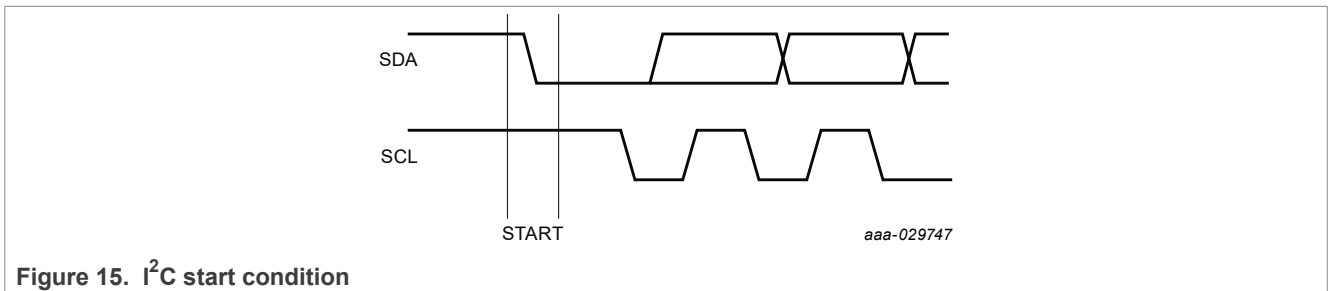 SDA
SCL
START
aaa-029747
Figure 15. I²C start condition